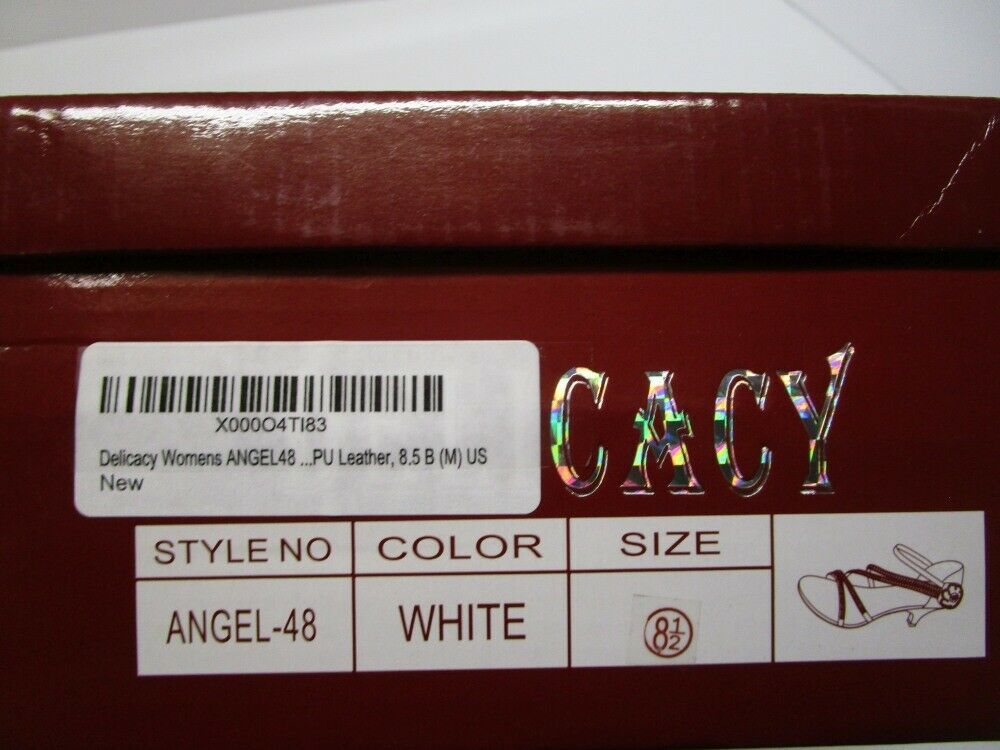 X000O4TI83
Delicacy Womens ANGEL48 ...PU Leather, 8.5 B (M) US
New
CACY
STYLE NO COLOR SIZE
ANGEL-48 WHITE 8½